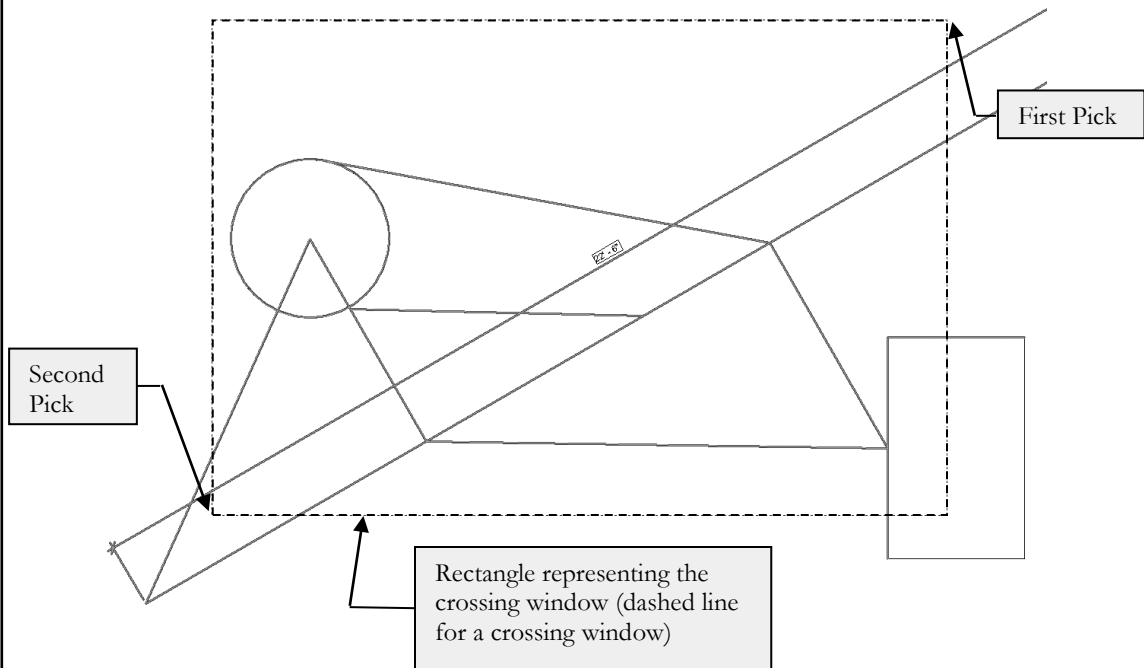 First Pick
22' - 6"
Second
Pick
Rectangle representing the
crossing window (dashed line
for a crossing window)